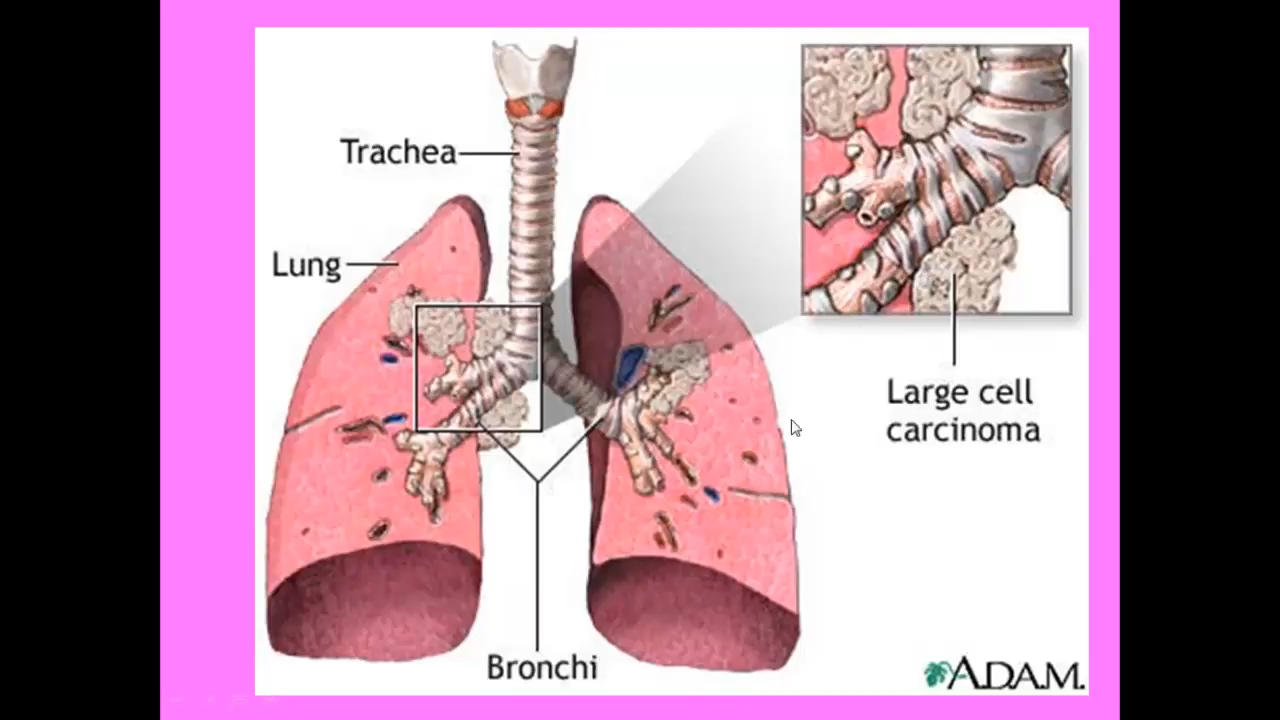 Trachea
Lung
Large cell
carcinoma
Bronchi
A.D.A.M.